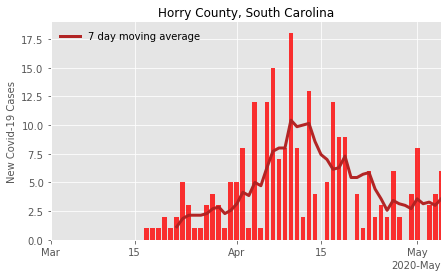 Horry County, South Carolina
7 day moving average
New Covid-19 Cases
17.5
15.0
12.5
10.0
7.5
5.0
2.5
0.0
Mar 15 Apr 15 May
2020-May